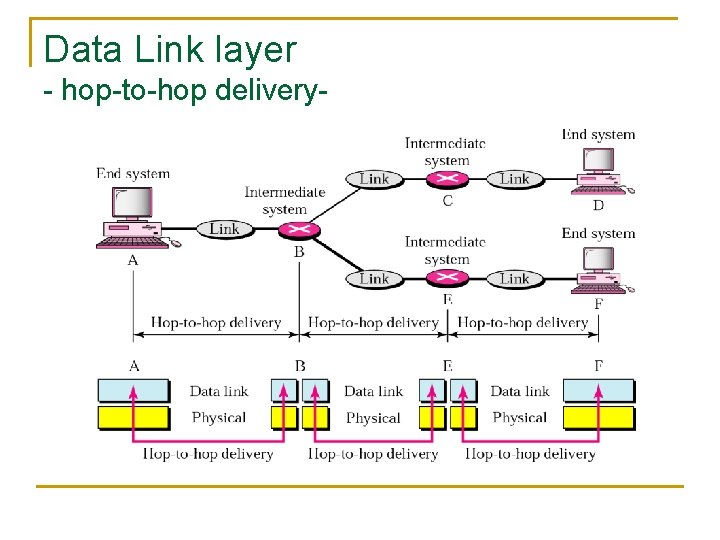 Data Link layer
- hop-to-hop delivery-
End system
Intermediate
system
Link
Link
C
D
End system
Intermediate
system
Link
A
B
End system
Intermediate
system
Link
Link
E
F
Hop-to-hop delivery
Hop-to-hop delivery
Hop-to-hop delivery
A
B
E
F
Data link
Data link
Data link
Physical
Physical
Physical
Hop-to-hop delivery
Hop-to-hop delivery
Hop-to-hop delivery